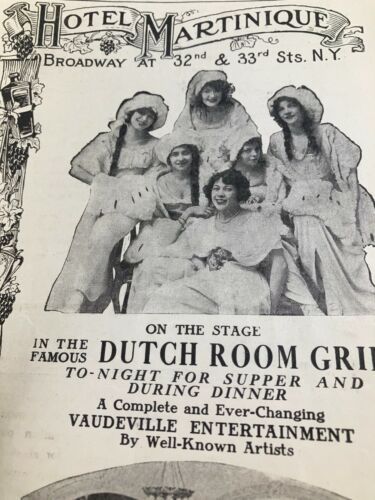 HOTEL MARTINIQUE
BROADWAY AT 32nd & 33rd STS. N.Y.
ON THE STAGE
IN THE FAMOUS DUTCH ROOM GRI
TO-NIGHT FOR SUPPER AND
DURING DINNER
A Complete and Ever-Changing
VAUDEVILLE ENTERTAINMENT
By Well-Known Artists